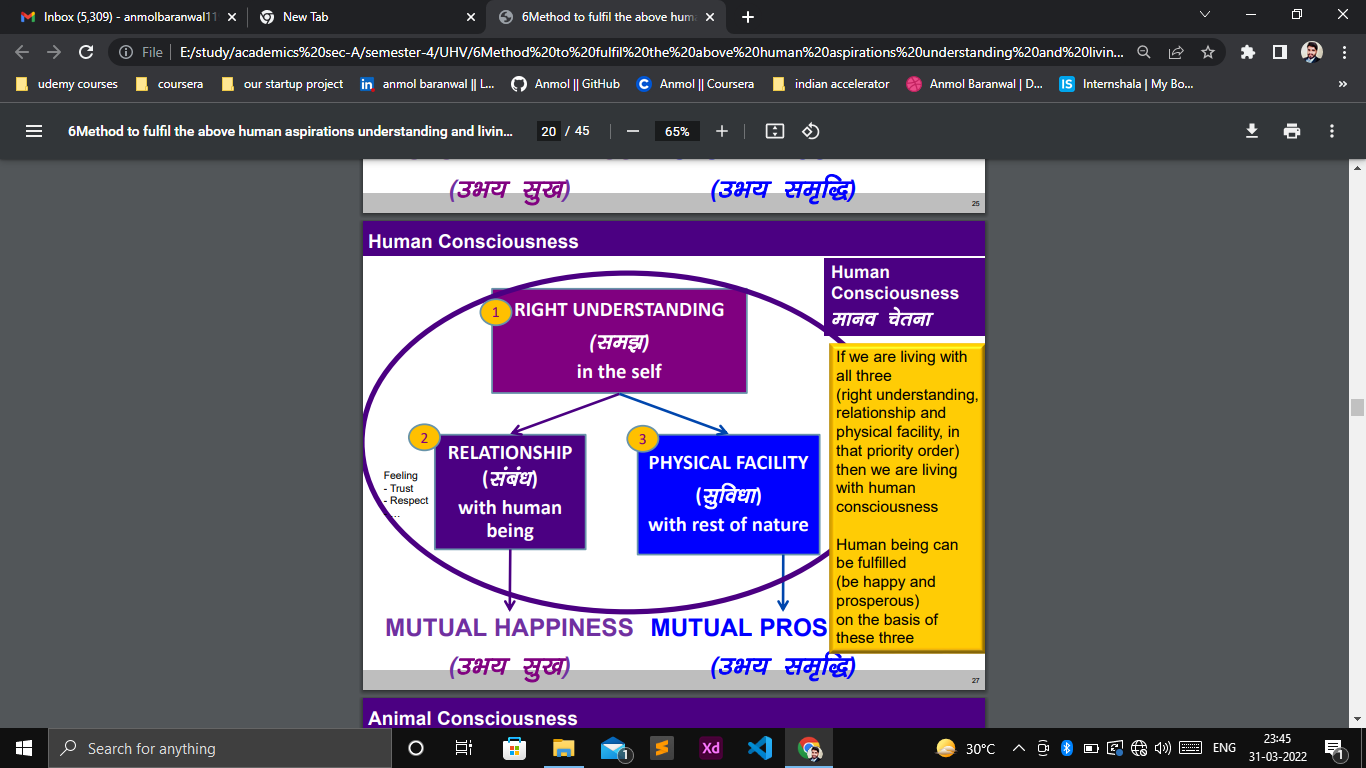 Inbox (5,309) - anmolbaranwal11
New Tab
6Method to fulfil the above huma
File
E:/study/academics%20sec-A/semester-4/UHV/6Method%20to%20fulfil%20the%20above%20human%20aspirations%20understanding%20and%20livin...
udemy courses
coursera
our startup project
in
anmol baranwal || L...
Anmol || GitHub
C
Anmol || Coursera
indian accelerator
Anmol Baranwal | D...
IS
Internshala | My Bo...
»
6Method to fulfil the above human aspirations understanding and livin...
20 / 45
65%
(उभय सुख)
(उभय समृद्धि)
25
Human Consciousness
Human
Consciousness
मानव चेतना
1
RIGHT UNDERSTANDING
(समझ)
in the self
2
RELATIONSHIP
(संबंध)
with human
being
3
PHYSICAL FACILITY
(सुविधा)
with rest of nature
Feeling
- Trust
- Respect
...
If we are living with
all three
(right understanding,
relationship and
physical facility, in
that priority order)
then we are living
with human
consciousness
Human being can
be fulfilled
(be happy and
prosperous)
on the basis of
these three
MUTUAL HAPPINESS
MUTUAL PROS
(उभय सुख)
(उभय समृद्धि)
27
Animal Consciousness
Search for anything
1
Xd
30°C
ENG
23:45
31-03-2022
1